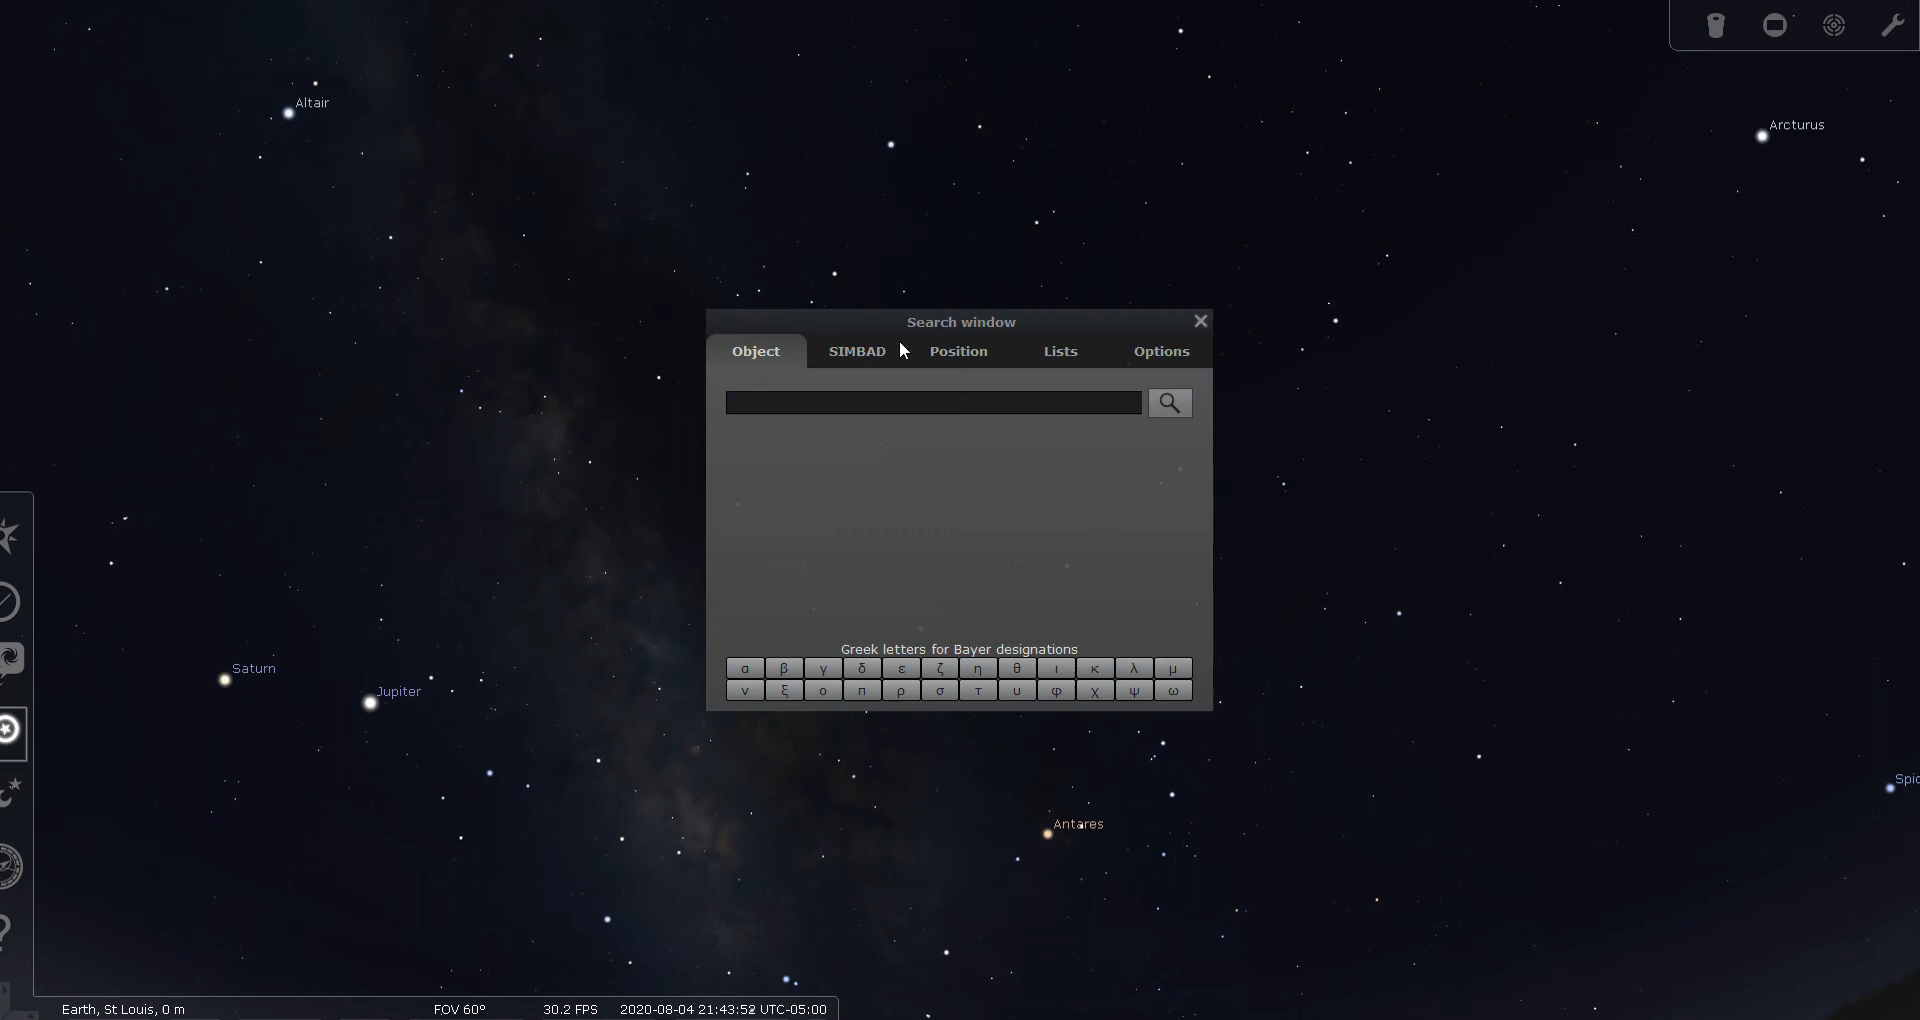 Altair
Arcturus
Search window
Object SIMBAD Position Lists Options
Saturn
Jupiter
Greek letters for Bayer designations
α β γ δ ε ζ η θ ι κ λ μ
ν ξ ο π ρ σ τ υ φ χ ψ ω
Spic
Antares
Earth, St Louis, 0 m FOV 60° 30.2 FPS 2020-08-04 21:43:52 UTC-05:00